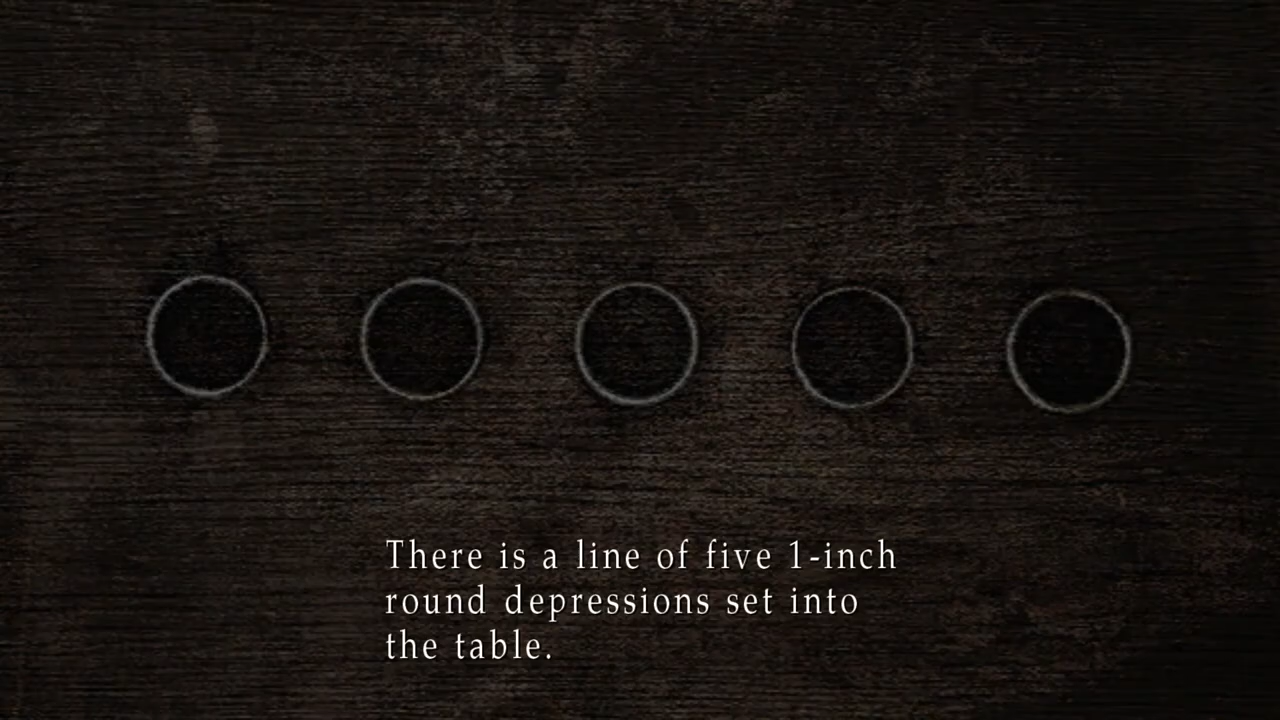 There is a line of five 1-inch
round depressions set into
the table.